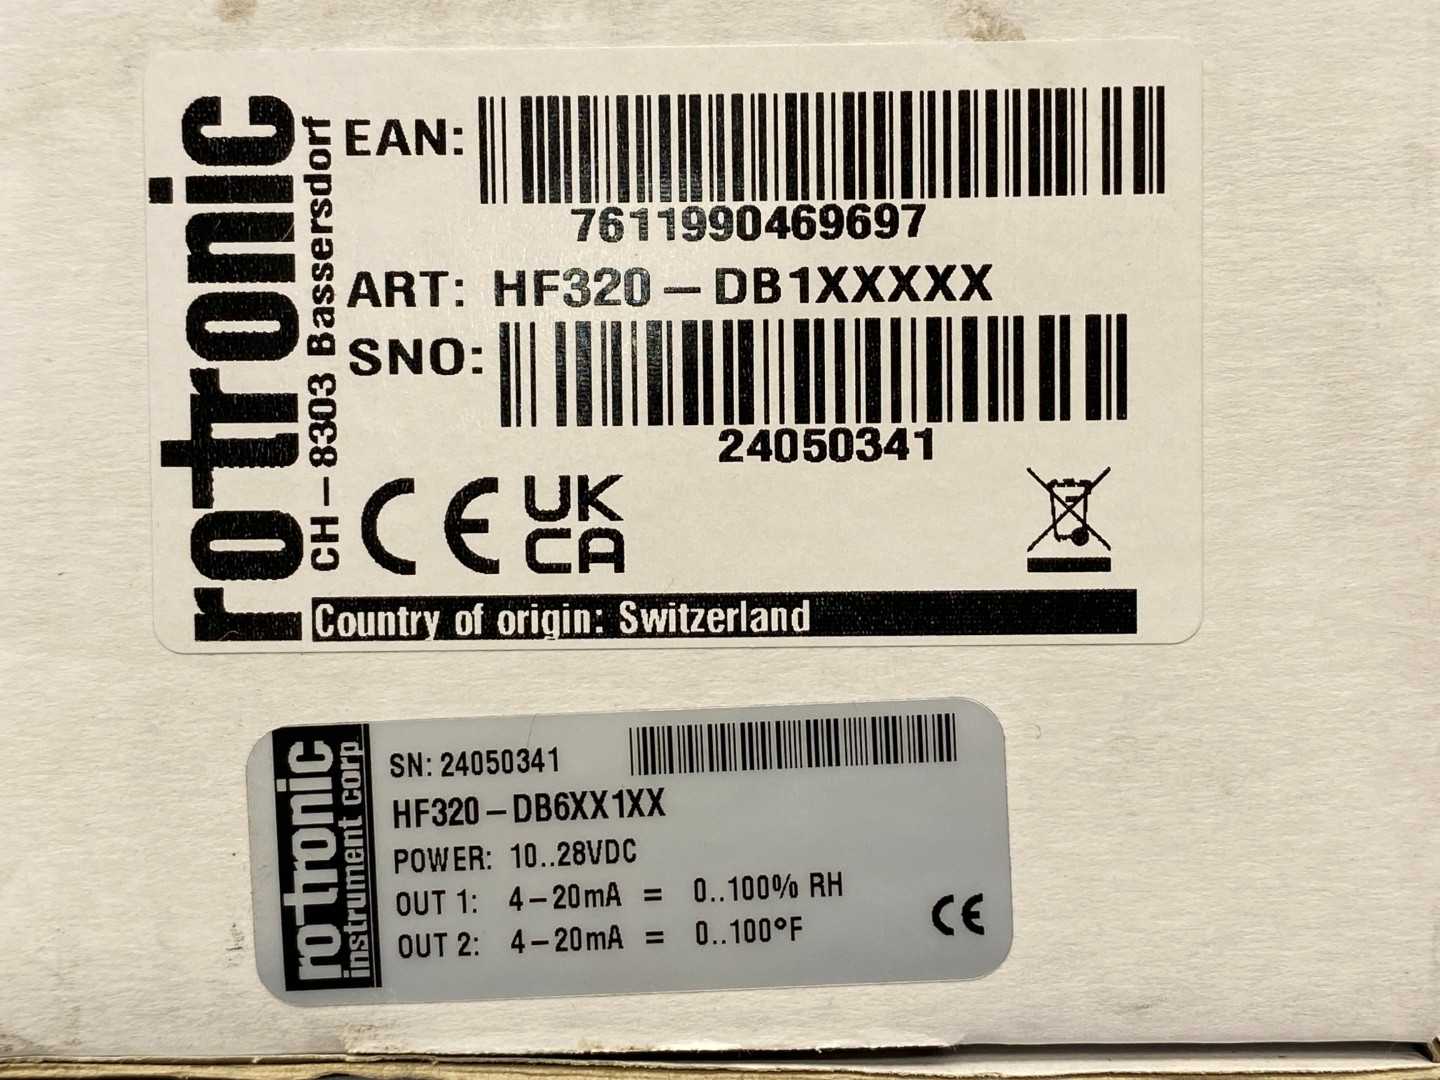 rotronic
CH-8303 Bassersdorf
EAN:
7611990469697
ART: HF320-DB1XXXXX
SNO:
24050341
CE UK
CA
Country of origin: Switzerland
rotronic
instrument corp
SN: 24050341
HF320-DB6XX1XX
POWER: 10..28VDC
OUT 1: 4-20mA = 0..100% RH
OUT 2: 4-20mA = 0..100°F
CE